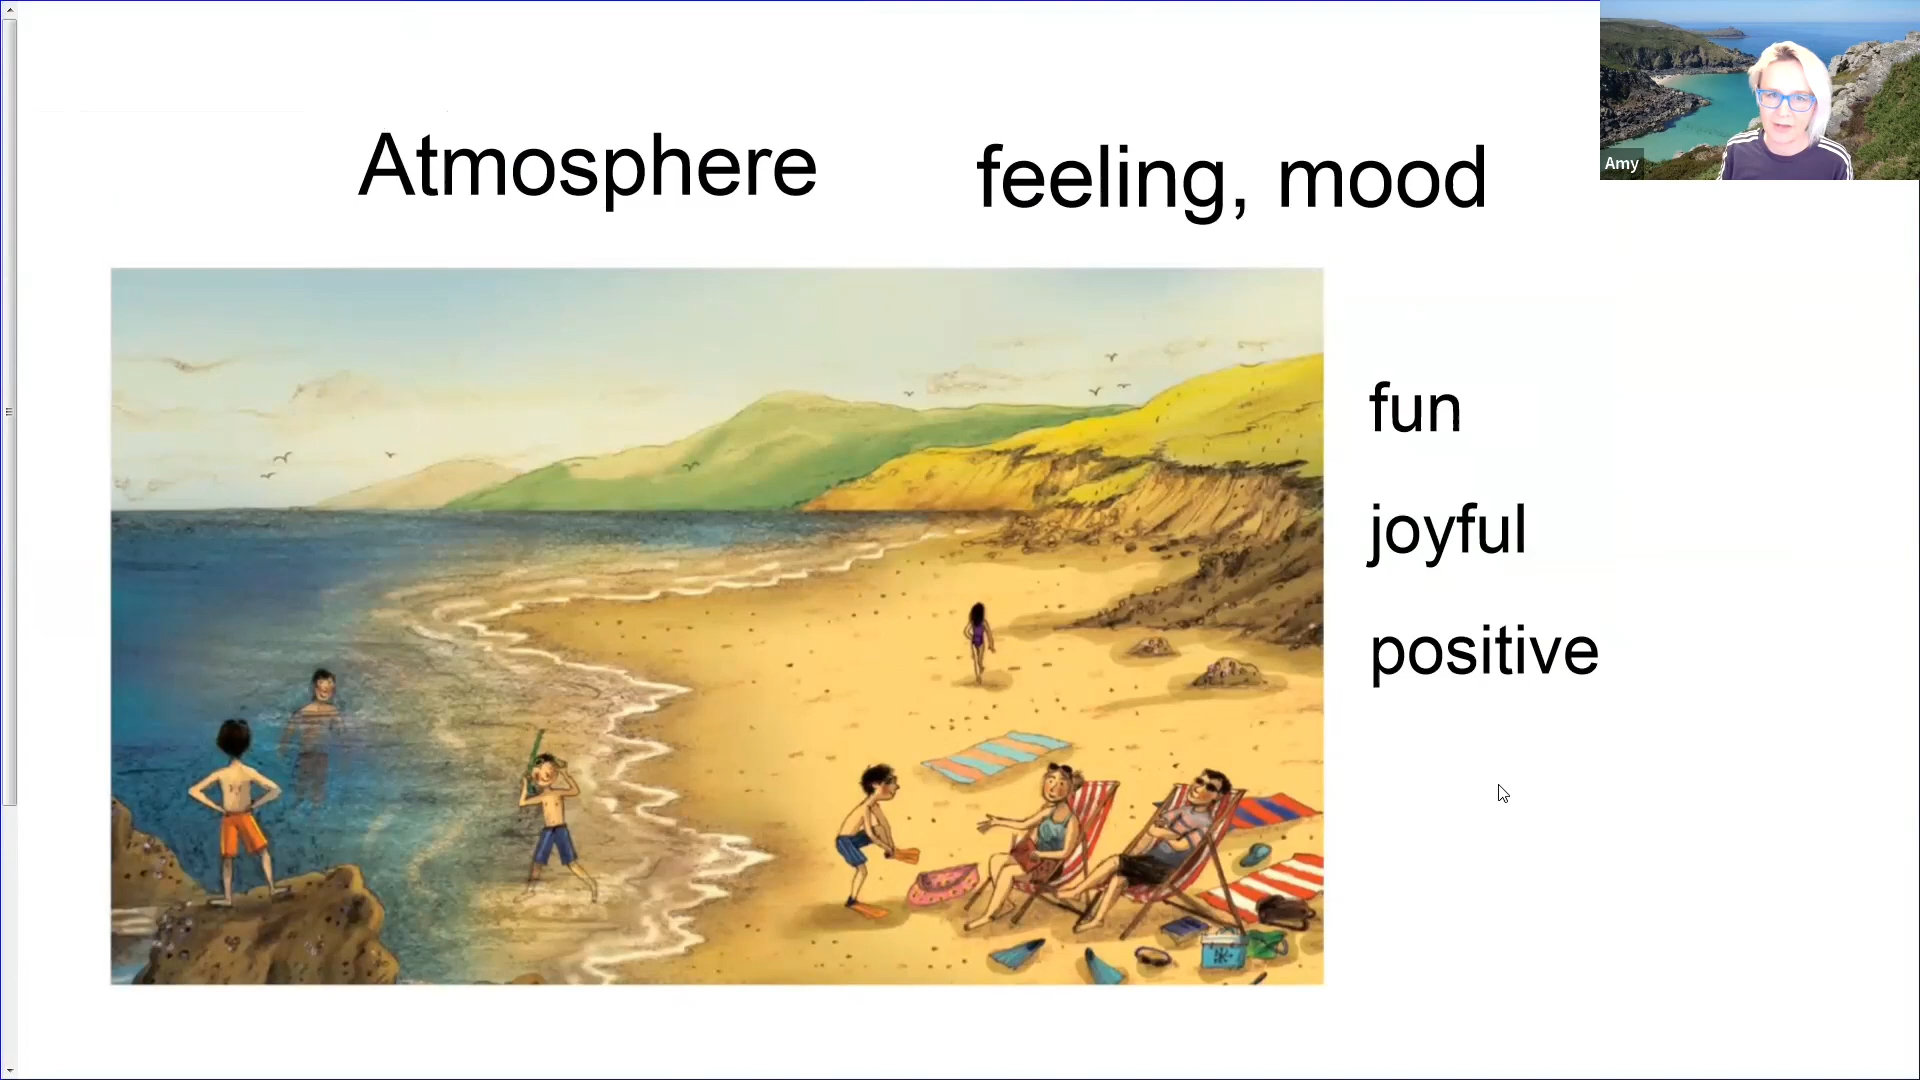 Atmosphere
feeling, mood
Amy
fun
joyful
positive